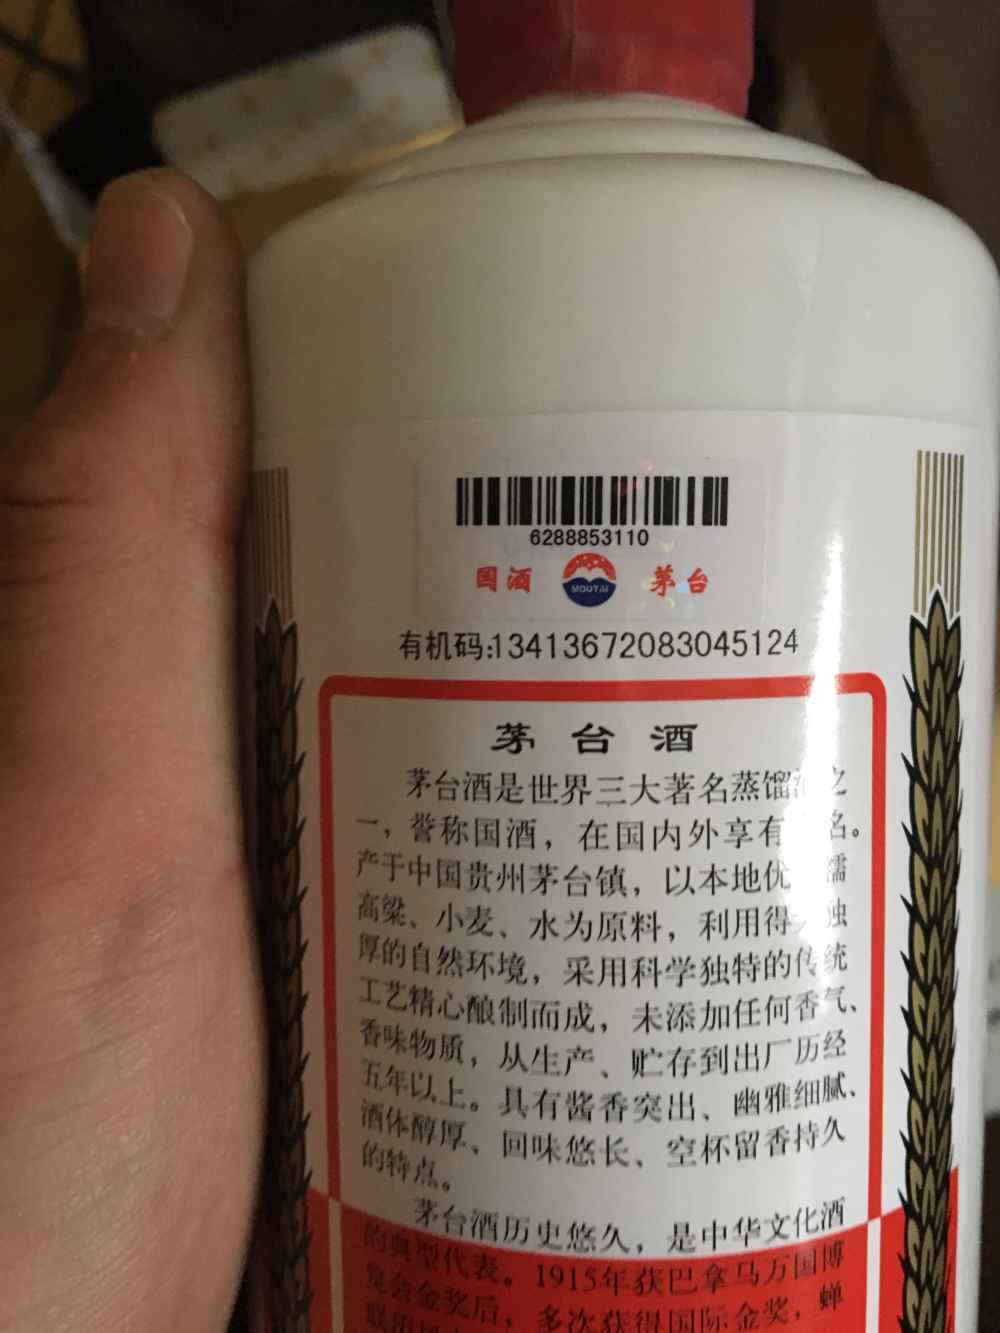 6288853110
国酒 MOUTAI 茅台
有机码:13413672083045124
茅台酒
茅台酒是世界三大著名蒸馏 之
一，誉称国酒，在国内外享有 名。
产于中国贵州茅台镇，以本地优 糯
高粱、小麦、水为原料，利用得 独
厚的自然环境，采用科学独特的传统
工艺精心酿制而成，未添加任何香气、
香味物质，从生产、贮存到出厂历经
五年以上。具有酱香突出、幽雅细腻、
酒体醇厚、回味悠长、空杯留香持久
的特点。
茅台酒历史悠久，是中华文化酒
的典型代表。1915年获巴拿马万国博
览会金奖后，多次获得国际金奖，蝉